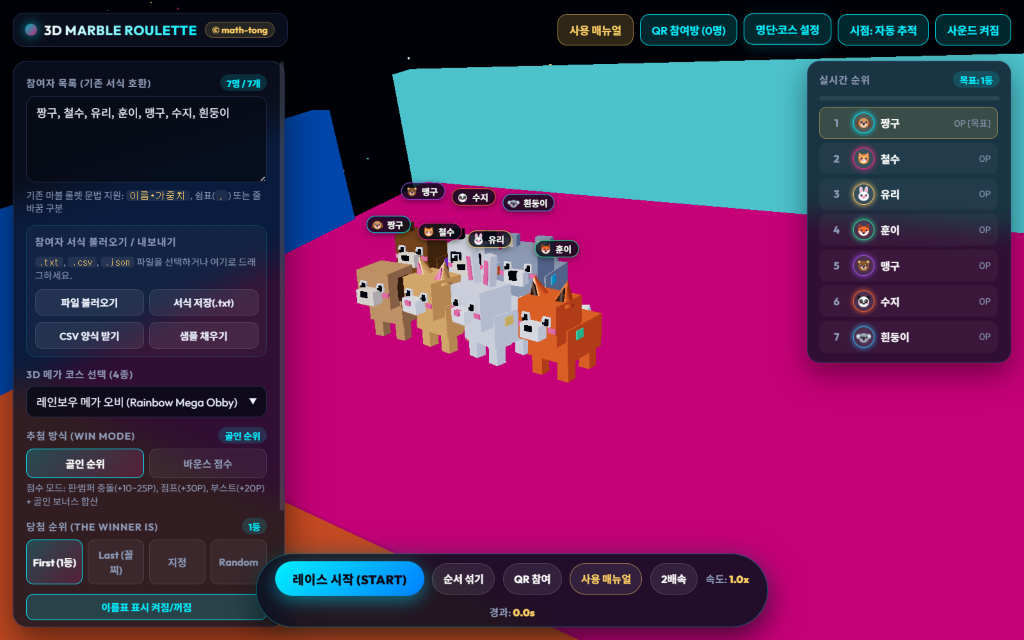 3D MARBLE ROULETTE
© math-tong
사용 매뉴얼
QR 참여방 (0명)
명단·코스 설정
시점: 자동 추적
사운드 켜짐
참여자 목록 (기존 서식 호환)
7명 / 7개
짱구, 철수, 유리, 훈이, 맹구, 수지, 흰둥이
기존 마블 룰렛 문법 지원: 이름*가중치, 쉼표(,) 또는 줄
바꿈 구분
참여자 서식 불러오기 / 내보내기
.txt, .csv, .json 파일을 선택하거나 여기로 드래
그하세요.
파일 불러오기
서식 저장(.txt)
CSV 양식 받기
샘플 채우기
3D 메가 코스 선택 (4종)
레인보우 메가 오비 (Rainbow Mega Obby)
추첨 방식 (WIN MODE)
골인 순위
골인 순위
바운스 점수
점수 모드: 핀·범퍼 충돌(+10~25P), 점프(+30P), 부스트(+20P)
+ 골인 보너스 합산
당첨 순위 (THE WINNER IS)
1등
First (1등)
Last (꼴
찌)
지정
Random
이름표 표시 켜짐/꺼짐
맹구
수지
흰둥이
짱구
철수
유리
훈이
실시간 순위
목표: 1등
1 짱구 0P [목표]
2 철수 0P
3 유리 0P
4 훈이 0P
5 맹구 0P
6 수지 0P
7 흰둥이 0P
레이스 시작 (START)
순서 섞기
QR 참여
사용 매뉴얼
2배속
속도: 1.0x
경과: 0.0s